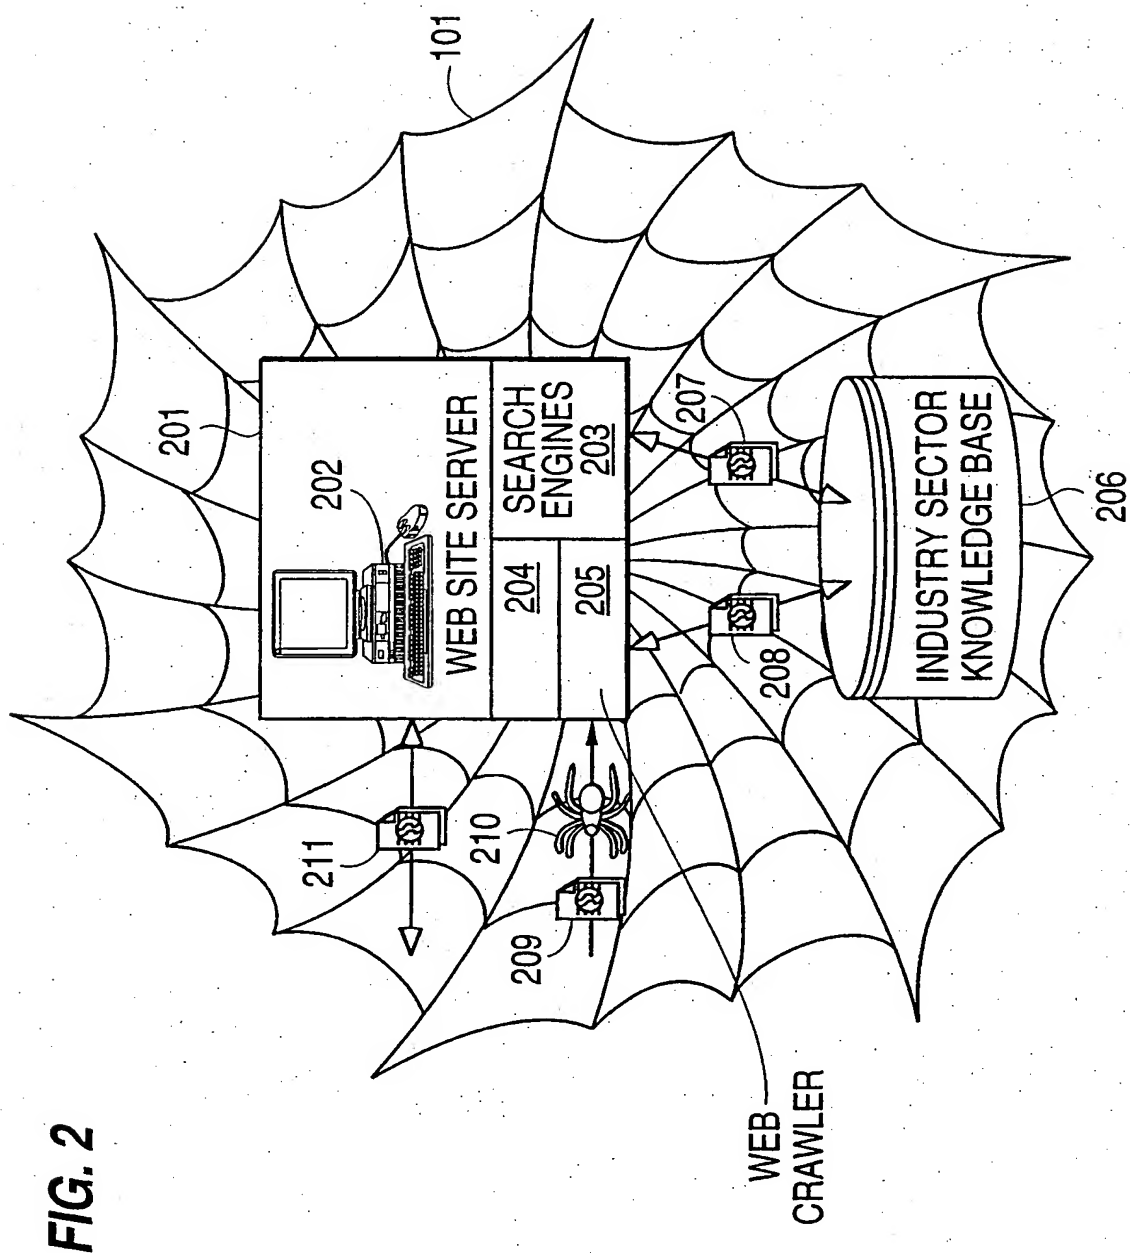 FIG. 2
101
201
202
WEB SITE SERVER
204
205
SEARCH
ENGINES
203
211
210
209
207
208
INDUSTRY SECTOR
KNOWLEDGE BASE
206
WEB
CRAWLER